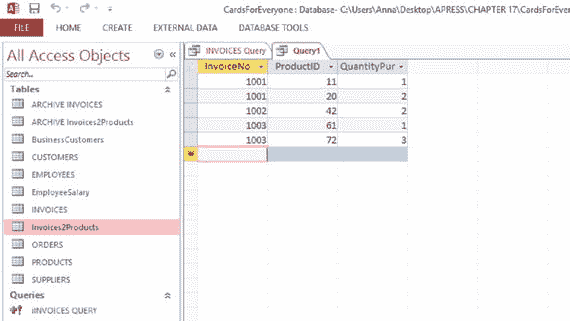 CardsForEveryone : Database- C:\Users\Anna\Desktop\APRESS\CHAPTER 17\CardsForEver
FILE HOME CREATE EXTERNAL DATA DATABASE TOOLS
All Access Objects
Search...
Tables
ARCHIVE INVOICES
ARCHIVE Invoices2Products
BusinessCustomers
CUSTOMERS
EMPLOYEES
EmployeeSalary
INVOICES
Invoices2Products
ORDERS
PRODUCTS
SUPPLIERS
Queries
INVOICES QUERY
INVOICES Query Query1
InvoiceNo ProductID QuantityPur
1001 11 1
1001 20 2
1002 42 2
1003 61 1
1003 72 3